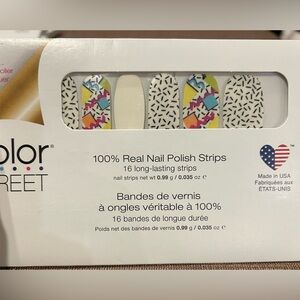 olor
REET
®
100% Real Nail Polish Strips
16 long-lasting strips
nail strips net wt 0.99 g / 0.035 oz ℮
Bandes de vernis
à ongles véritable à 100%
16 bandes de longue durée
Poids net des bandes de vernis 0.99 g / 0.035 oz ℮
Made in USA
Fabriquées aux
ÉTATS-UNIS